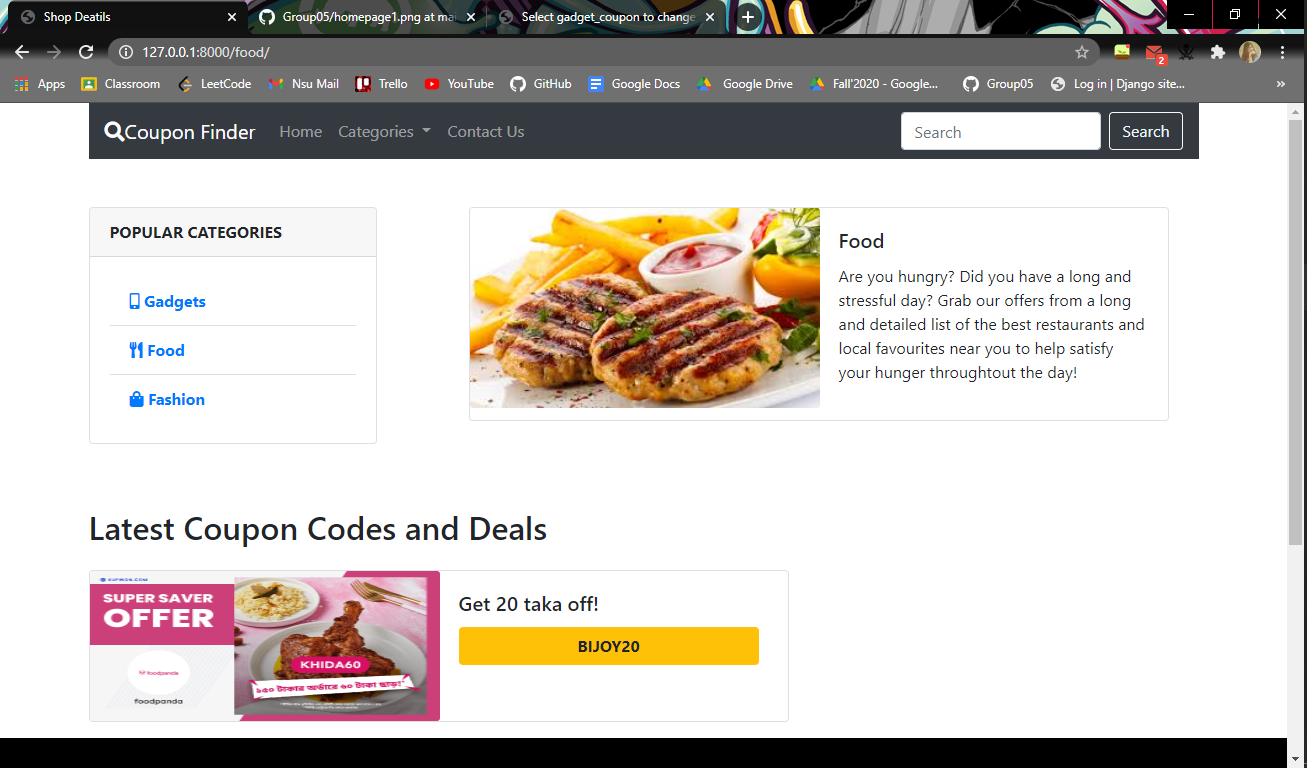 Shop Deatils
Group05/homepage1.png at mai
Select gadget_coupon to change
127.0.0.1:8000/food/
2
Apps
Classroom
LeetCode
Nsu Mail
Trello
YouTube
GitHub
Google Docs
Google Drive
Fall'2020 - Google...
Group05
Log in | Django site...
»
Coupon Finder
Home
Categories
Contact Us
Search
Search
POPULAR CATEGORIES
Gadgets
Food
Fashion
Food
Are you hungry? Did you have a long and
stressful day? Grab our offers from a long
and detailed list of the best restaurants and
local favourites near you to help satisfy
your hunger throughtout the day!
Latest Coupon Codes and Deals
SUPER SAVER
OFFER
foodpanda
foodpanda
KHIDA60
১৫০ টাকার অর্ডারে ৬০ টাকা ছাড়!*
Get 20 taka off!
BIJOY20